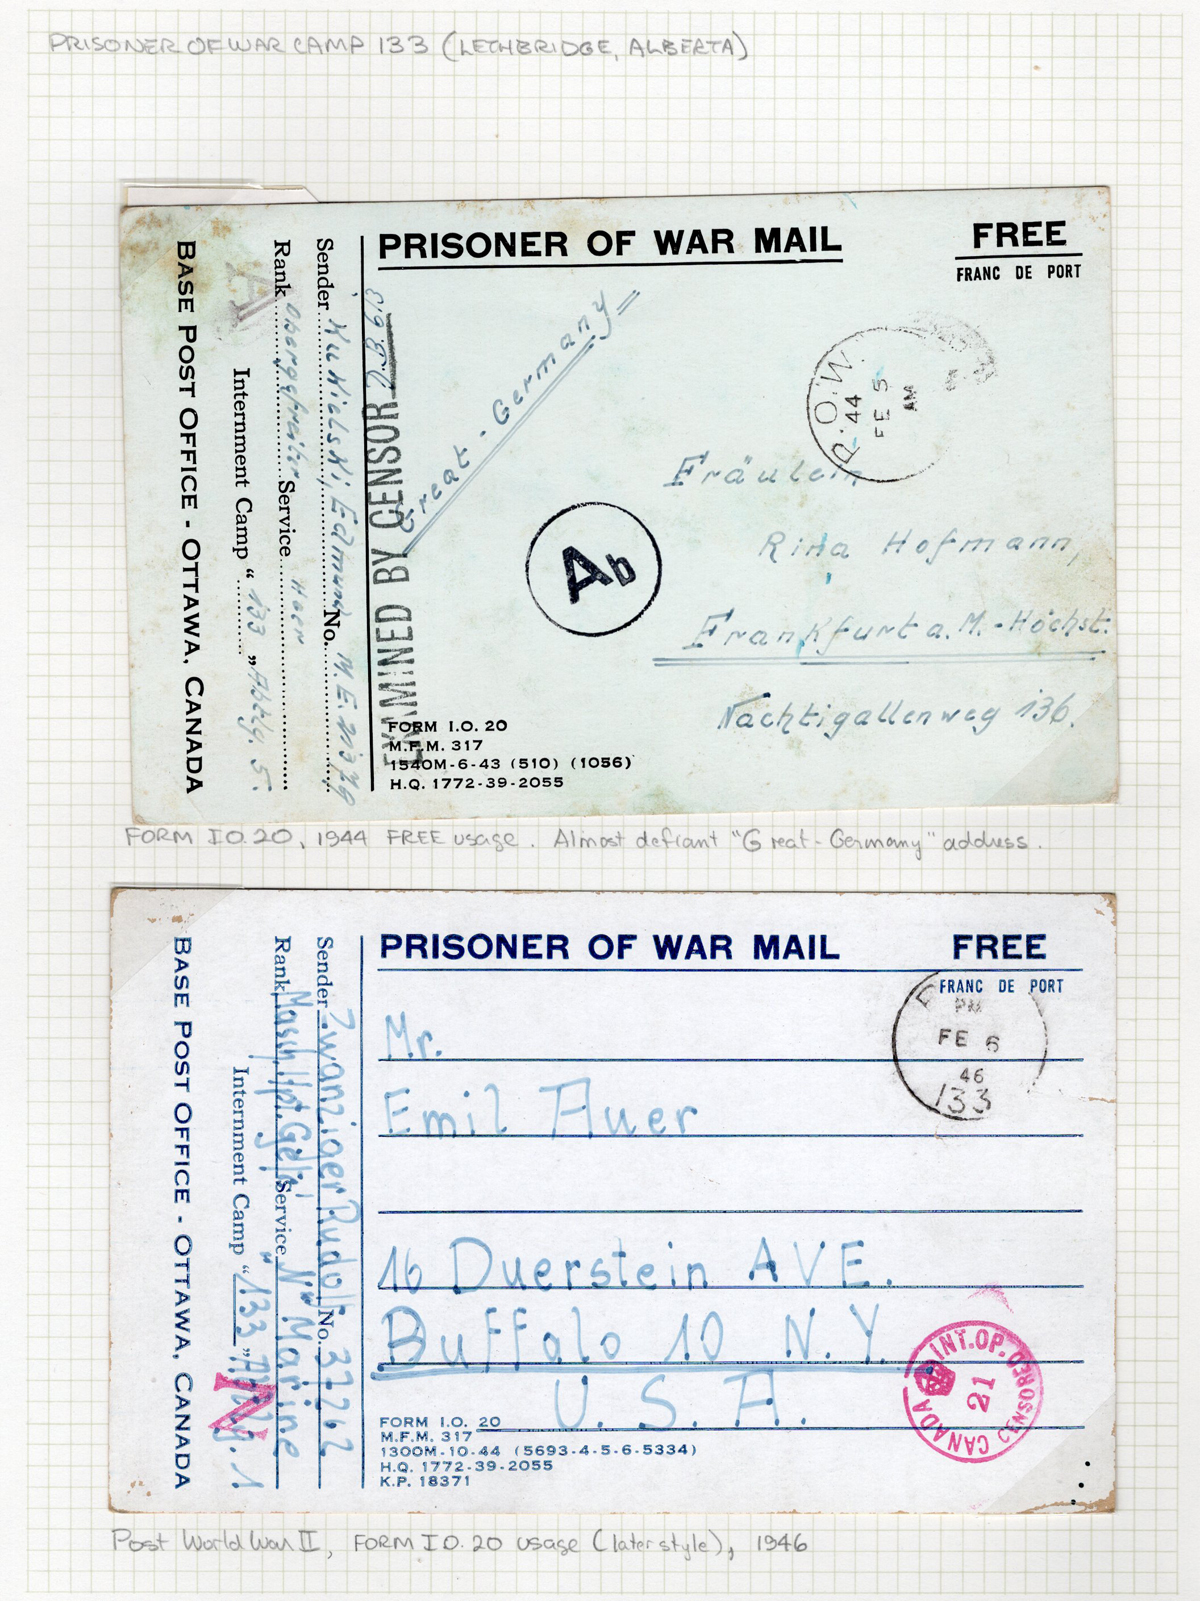 PRISONER OF WAR CAMP 133 (LETHBRIDGE, ALBERTA)
PRISONER OF WAR MAIL
FREE
FRANC DE PORT
P.O.W.
44
FE 5
AM
Great - Germany
EXAMINED BY CENSOR
Fräulein
Rina Hofmann,
Ab
Frankfurt a. M. - Höchst.
Nachtigallenweg 136.
FORM I.O. 20
M.F.M. 317
1540M-6-43 (510) (1056)
H.Q. 1772-39-2055
Sender Edmund No. M.E.
Rank Obergefreiter Service Heer
Internment Camp “ 133 ” Abtlg. 5.
BASE POST OFFICE - OTTAWA, CANADA
FORM I.O. 20, 1944 FREE usage. Almost defiant "Great-Germany" address.
PRISONER OF WAR MAIL
FREE
FRANC DE PORT
PM
FE 6
46
133
Mr.
Emil Auer
16 Duerstein AVE.
Buffalo 10 N.Y.
U. S. A.
INT. OP. 21 CENSORED CANADA
FORM I.O. 20
M.F.M. 317
1300M-10-44 (5693-4-5-6-5334)
H.Q. 1772-39-2055
K.P. 18371
Sender Zwanziger Rudolf No. 37262
Rank Masch. Hpt. Gefr. Service Marine
Internment Camp “ 133 ” Abtlg. 1
BASE POST OFFICE - OTTAWA, CANADA
Post World War II, FORM I.O. 20 usage (later style), 1946